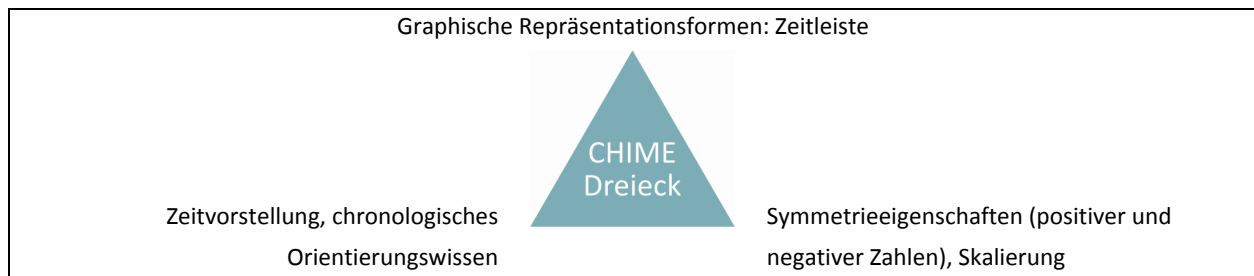 Graphische Repräsentationsformen: Zeitleiste
CHIME
Dreieck
Zeitvorstellung, chronologisches
Orientierungswissen
Symmetrieeigenschaften (positiver und
negativer Zahlen), Skalierung